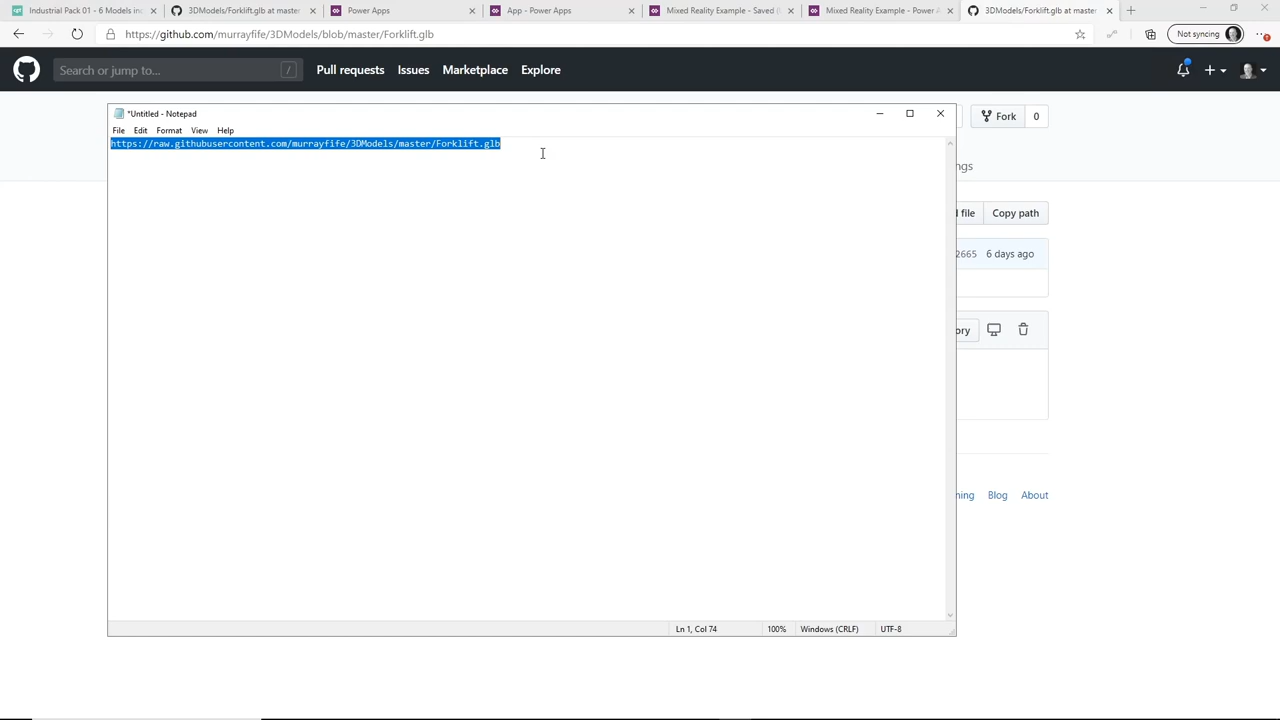 Industrial Pack 01 - 6 Models in
3DModels/Forklift.glb at master
Power Apps
App - Power Apps
Mixed Reality Example - Saved
Mixed Reality Example - Power A
3DModels/Forklift.glb at master
https://github.com/murrayfife/3DModels/blob/master/Forklift.glb
Not syncing
Search or jump to... /
Pull requests Issues Marketplace Explore
*Untitled - Notepad
Fork 0
File Edit Format View Help
https://raw.githubusercontent.com/murrayfife/3DModels/master/Forklift.glb
ngs
file Copy path
2665 6 days ago
ory
ning Blog About
Ln 1, Col 74 100% Windows (CRLF) UTF-8